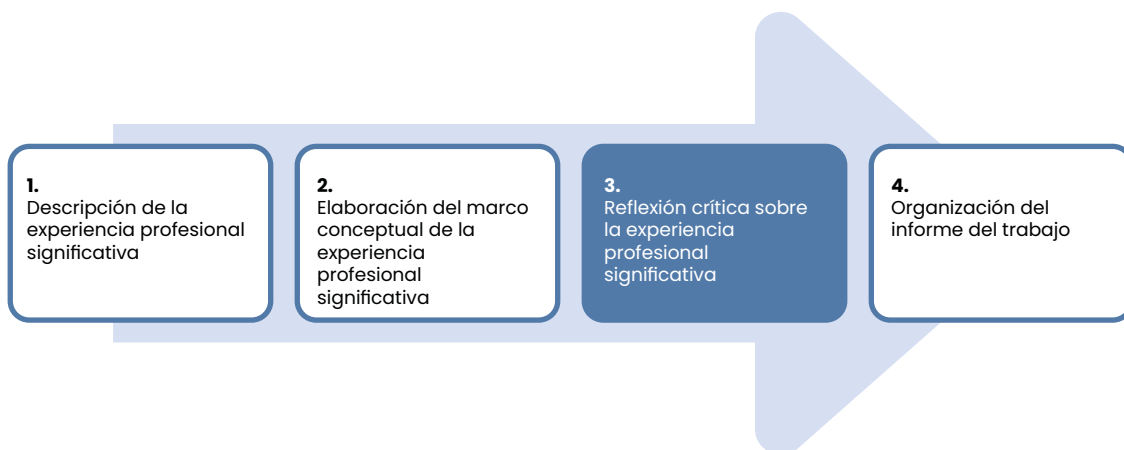 1.
Descripción de la
experiencia profesional
significativa
2.
Elaboración del marco
conceptual de la
experiencia
profesional
significativa
3.
Reflexión crítica sobre
la experiencia
profesional
significativa
4.
Organización del
informe del trabajo